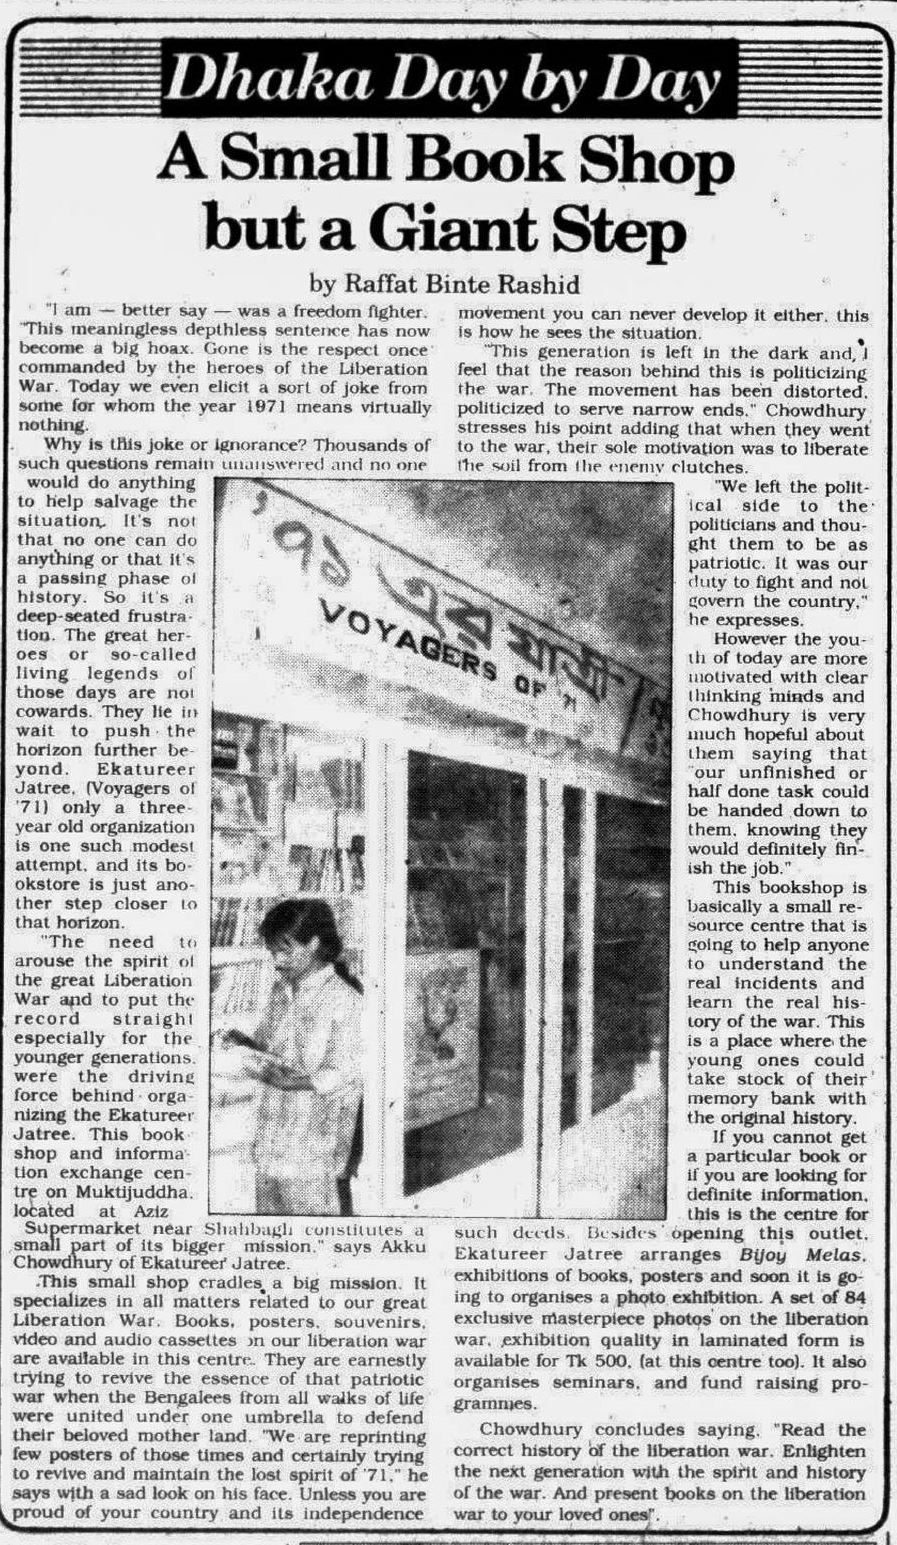 Dhaka Day by Day
A Small Book Shop
but a Giant Step
by Raffat Binte Rashid
"I am — better say — was a freedom fighter.
"This meaningless depthless sentence has now
become a big hoax. Gone is the respect once
commanded by the heroes of the Liberation
War. Today we even elicit a sort of joke from
some for whom the year 1971 means virtually
nothing.
Why is this joke or ignorance? Thousands of
such questions remain unanswered and no one
would do anything
to help salvage the
situation. It's not
that no one can do
anything or that it's
a passing phase of
history. So it's a
deep-seated frustra-
tion. The great her-
oes or so-called
living legends of
those days are not
cowards. They lie in
wait to push the
horizon further be-
yond. Ekatureer
Jatree, (Voyagers of
'71) only a three-
year old organization
is one such modest
attempt, and its bo-
okstore is just ano-
ther step closer to
that horizon.
"The need to
arouse the spirit of
the great Liberation
War and to put the
record straight
especially for the
younger generations,
were the driving
force behind orga-
nizing the Ekatureer
Jatree. This book
shop and informa-
tion exchange cen-
tre on Muktijuddha,
located at Aziz
Supermarket near Shahbagh constitutes a
small part of its bigger mission," says Akku
Chowdhury of Ekatureer Jatree.
This small shop cradles a big mission. It
specializes in all matters related to our great
Liberation War. Books, posters, souvenirs,
video and audio cassettes on our liberation war
are available in this centre. They are earnestly
trying to revive the essence of that patriotic
war when the Bengalees from all walks of life
were united under one umbrella to defend
their beloved mother land. "We are reprinting
few posters of those times and certainly trying
to revive and maintain the lost spirit of '71," he
says with a sad look on his face. Unless you are
proud of your country and its independence
movement you can never develop it either, this
is how he sees the situation.
"This generation is left in the dark and, I
feel that the reason behind this is politicizing
the war. The movement has been distorted,
politicized to serve narrow ends." Chowdhury
stresses his point adding that when they went
to the war, their sole motivation was to liberate
the soil from the enemy clutches.
"We left the polit-
ical side to the
politicians and thou-
ght them to be as
patriotic. It was our
duty to fight and not
govern the country,"
he expresses.
However the you-
th of today are more
motivated with clear
thinking minds and
Chowdhury is very
much hopeful about
them saying that
"our unfinished or
half done task could
be handed down to
them, knowing they
would definitely fin-
ish the job."
This bookshop is
basically a small re-
source centre that is
going to help anyone
to understand the
real incidents and
learn the real his-
tory of the war. This
is a place where the
young ones could
take stock of their
memory bank with
the original history.
If you cannot get
a particular book or
if you are looking for
definite information,
this is the centre for
such deeds. Besides opening this outlet,
Ekatureer Jatree arranges Bijoy Melas,
exhibitions of books, posters and soon it is go-
ing to organises a photo exhibition. A set of 84
exclusive masterpiece photos on the liberation
war, exhibition quality in laminated form is
available for Tk 500, (at this centre too). It also
organises seminars, and fund raising pro-
grammes.
Chowdhury concludes saying, "Read the
correct history of the liberation war. Enlighten
the next generation with the spirit and history
of the war. And present books on the liberation
war to your loved ones".
'৭১ এর যাত্রী
VOYAGERS OF '71